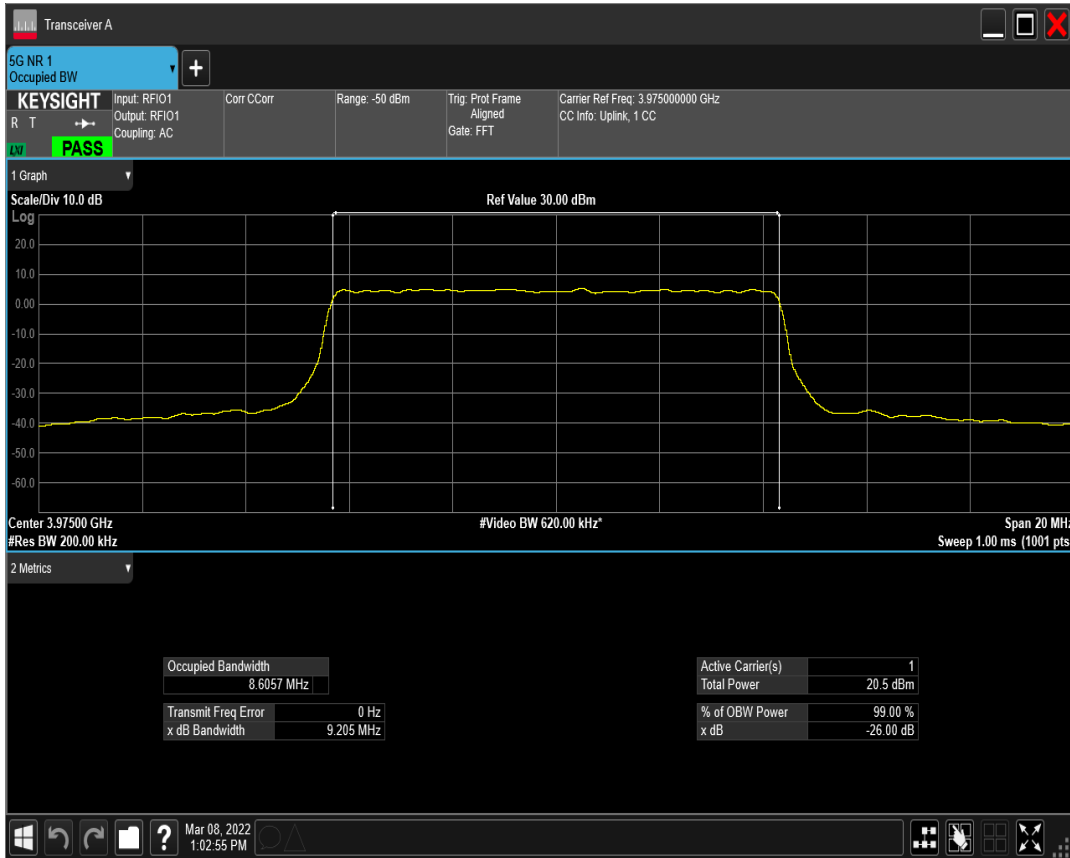 Transceiver A
5G NR 1
Occupied BW
KEYSIGHT
R T
LXI
PASS
Input: RFIO1
Output: RFIO1
Coupling: AC
Corr CCorr
Range: -50 dBm
Trig: Prot Frame
Aligned
Gate: FFT
Carrier Ref Freq: 3.975000000 GHz
CC Info: Uplink, 1 CC
1 Graph
Scale/Div 10.0 dB
Ref Value 30.00 dBm
Log
20.0
10.0
0.00
-10.0
-20.0
-30.0
-40.0
-50.0
-60.0
Center 3.97500 GHz
#Video BW 620.00 kHz*
Span 20 MHz
#Res BW 200.00 kHz
Sweep 1.00 ms (1001 pts
2 Metrics
Occupied Bandwidth
8.6057 MHz
Transmit Freq Error 0 Hz
x dB Bandwidth 9.205 MHz
Active Carrier(s) 1
Total Power 20.5 dBm
% of OBW Power 99.00 %
x dB -26.00 dB
?
Mar 08, 2022
1:02:55 PM